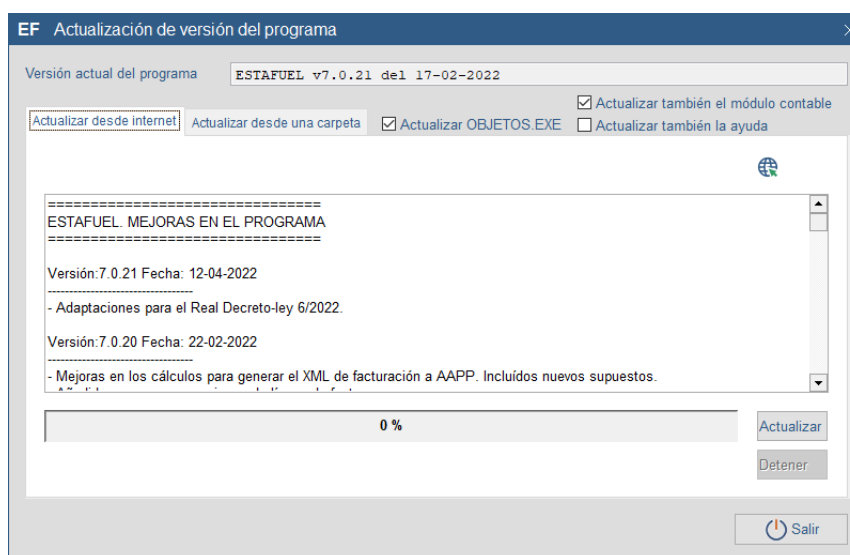 EF Actualización de versión del programa
Versión actual del programa
ESTAFUEL v7.0.21 del 17-02-2022
Actualizar también el módulo contable
Actualizar desde internet
Actualizar desde una carpeta
Actualizar OBJETOS.EXE
Actualizar también la ayuda
================================
ESTAFUEL. MEJORAS EN EL PROGRAMA
================================
Versión:7.0.21 Fecha: 12-04-2022
----------------------------------
- Adaptaciones para el Real Decreto-ley 6/2022.
Versión:7.0.20 Fecha: 22-02-2022
----------------------------------
- Mejoras en los cálculos para generar el XML de facturación a AAPP. Incluídos nuevos supuestos.
0 %
Actualizar
Detener
Salir